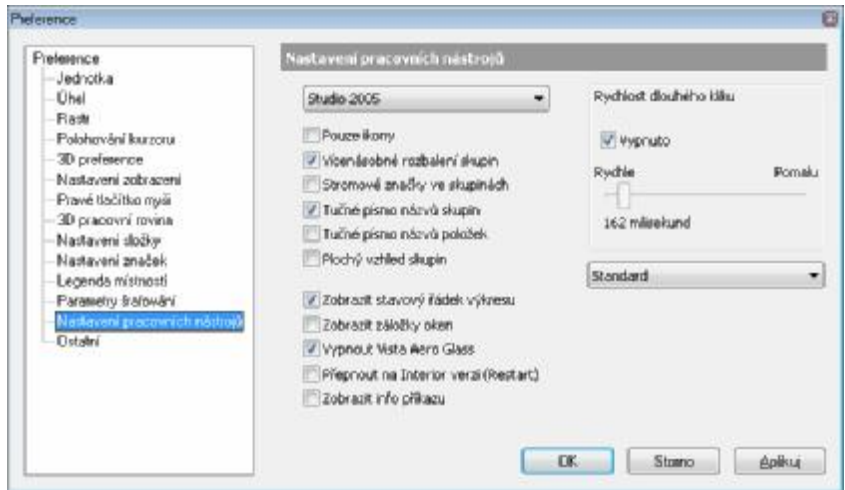 Preference
Preference
Jednotka
Úhel
Rastr
Polohování kurzoru
3D preference
Nastavení zobrazení
Pravé tlačítko myši
3D pracovní rovina
Nastavení složky
Nastavení značek
Legenda místností
Parametry šrafování
Nastavení pracovních nástrojů
Ostatní
Nastavení pracovních nástrojů
Studio 2005
Pouze ikony
Vícenásobné rozbalení skupin
Stromové značky ve skupinách
Tučné písmo názvů skupin
Tučné písmo názvů položek
Plochý vzhled skupin
Zobrazit stavový řádek výkresu
Zobrazit záložky oken
Vypnout Vista Aero Glass
Přepnout na Interior verzi (Restart)
Zobrazit info příkazu
Rychlost dlouhého kliku
Vypnuto
Rychle Pomalu
162 milisekund
Standard
OK Storno Aplikuj